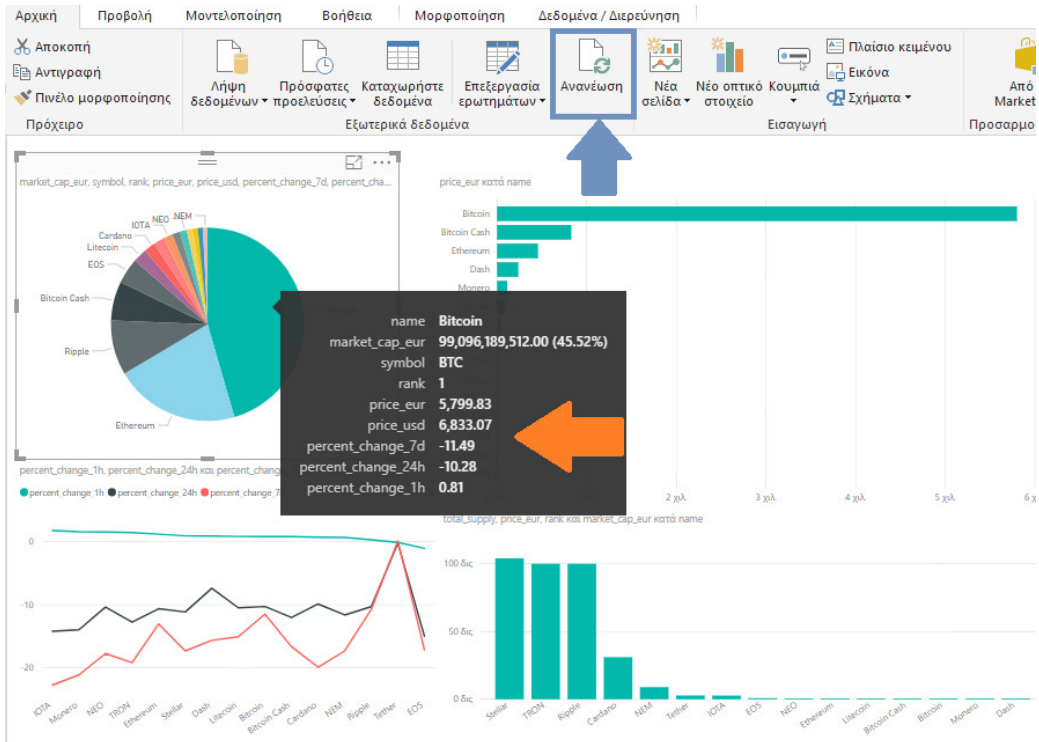 Αρχική Προβολή Μοντελοποίηση Βοήθεια Μορφοποίηση Δεδομένα / Διερεύνηση
Αποκοπή
Αντιγραφή
Πινέλο μορφοποίησης
Πρόχειρο
Λήψη δεδομένων
Πρόσφατες προελεύσεις
Καταχωρήστε δεδομένα
Επεξεργασία ερωτημάτων
Ανανέωση
Εξωτερικά δεδομένα
Νέα σελίδα
Νέο οπτικό στοιχείο
Κουμπιά
Πλαίσιο κειμένου
Εικόνα
Σχήματα
Εισαγωγή
Από
Market
Προσαρμο
market_cap_eur, symbol, rank, price_eur, price_usd, percent_change_7d, percent_cha...
NEM
NEO
IOTA
Cardano
Litecoin
EOS
Bitcoin Cash
Ripple
Ethereum
price_eur κατά name
Bitcoin
Bitcoin Cash
Ethereum
Dash
Monero
2 χιλ. 3 χιλ. 4 χιλ. 5 χιλ. 6 χ
name Bitcoin
market_cap_eur 99,096,189,512.00 (45.52%)
symbol BTC
rank 1
price_eur 5,799.83
price_usd 6,833.07
percent_change_7d -11.49
percent_change_24h -10.28
percent_change_1h 0.81
percent_change_1h, percent_change_24h και percent_change
percent_change_1h percent_change_24h percent_change_7
0
-10
-20
IOTA Monero NEO TRON Ethereum Stellar Dash Litecoin Bitcoin Bitcoin Cash Cardano NEM Ripple Tether EOS
total_supply, price_eur, rank και market_cap_eur κατά name
100 δις
50 δις
0 δις
Stellar TRON Ripple Cardano NEM Tether IOTA EOS NEO Ethereum Litecoin Bitcoin Cash Bitcoin Monero Dash